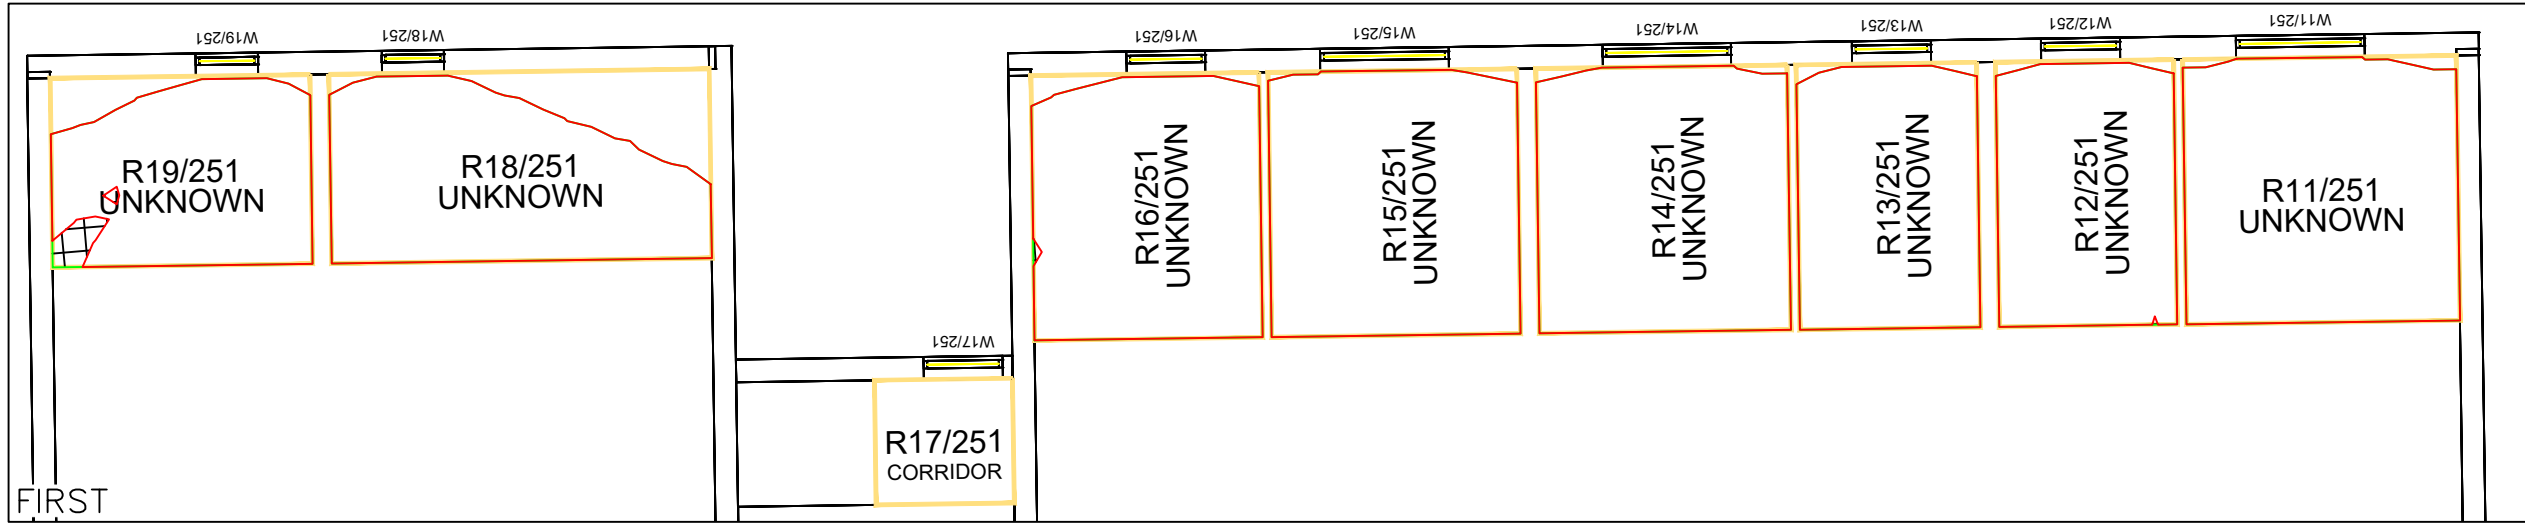 W19/251
W18/251
W16/251
W15/251
W14/251
W13/251
W12/251
W11/251
R19/251
UNKNOWN
R18/251
UNKNOWN
R16/251
UNKNOWN
R15/251
UNKNOWN
R14/251
UNKNOWN
R13/251
UNKNOWN
R12/251
UNKNOWN
R11/251
UNKNOWN
W17/251
R17/251
CORRIDOR
FIRST